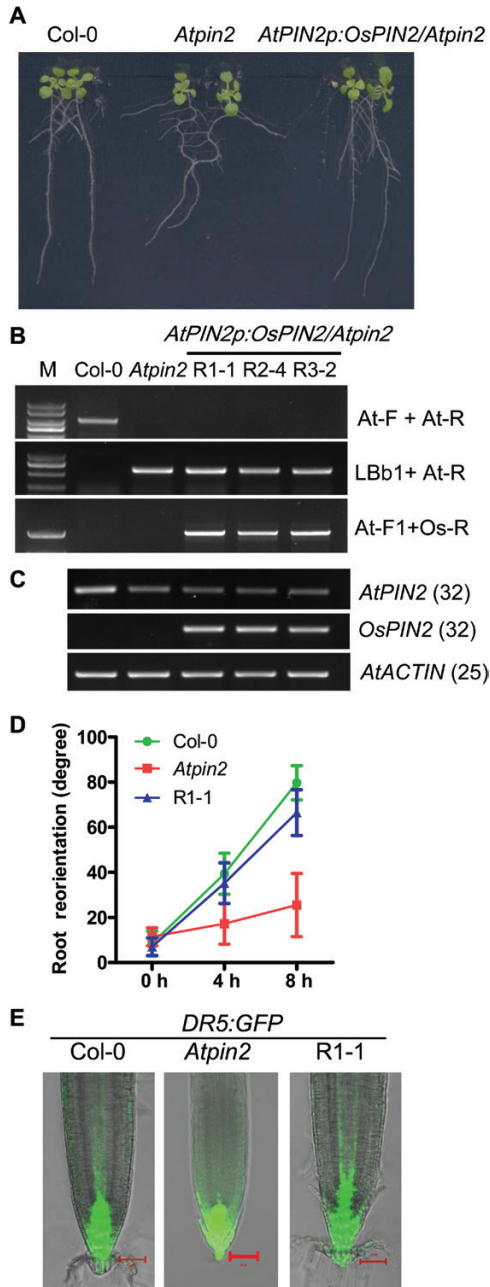 A
Col-0 Atpin2 AtPIN2p:OsPIN2/Atpin2
B
AtPIN2p:OsPIN2/Atpin2
M Col-0 Atpin2 R1-1 R2-4 R3-2
At-F + At-R
LBb1+ At-R
At-F1+Os-R
C
AtPIN2 (32)
OsPIN2 (32)
AtACTIN (25)
D
Root reorientation (degree)
100
80
60
40
20
0
Col-0
Atpin2
R1-1
0 h 4 h 8 h
E
DR5:GFP
Col-0 Atpin2 R1-1